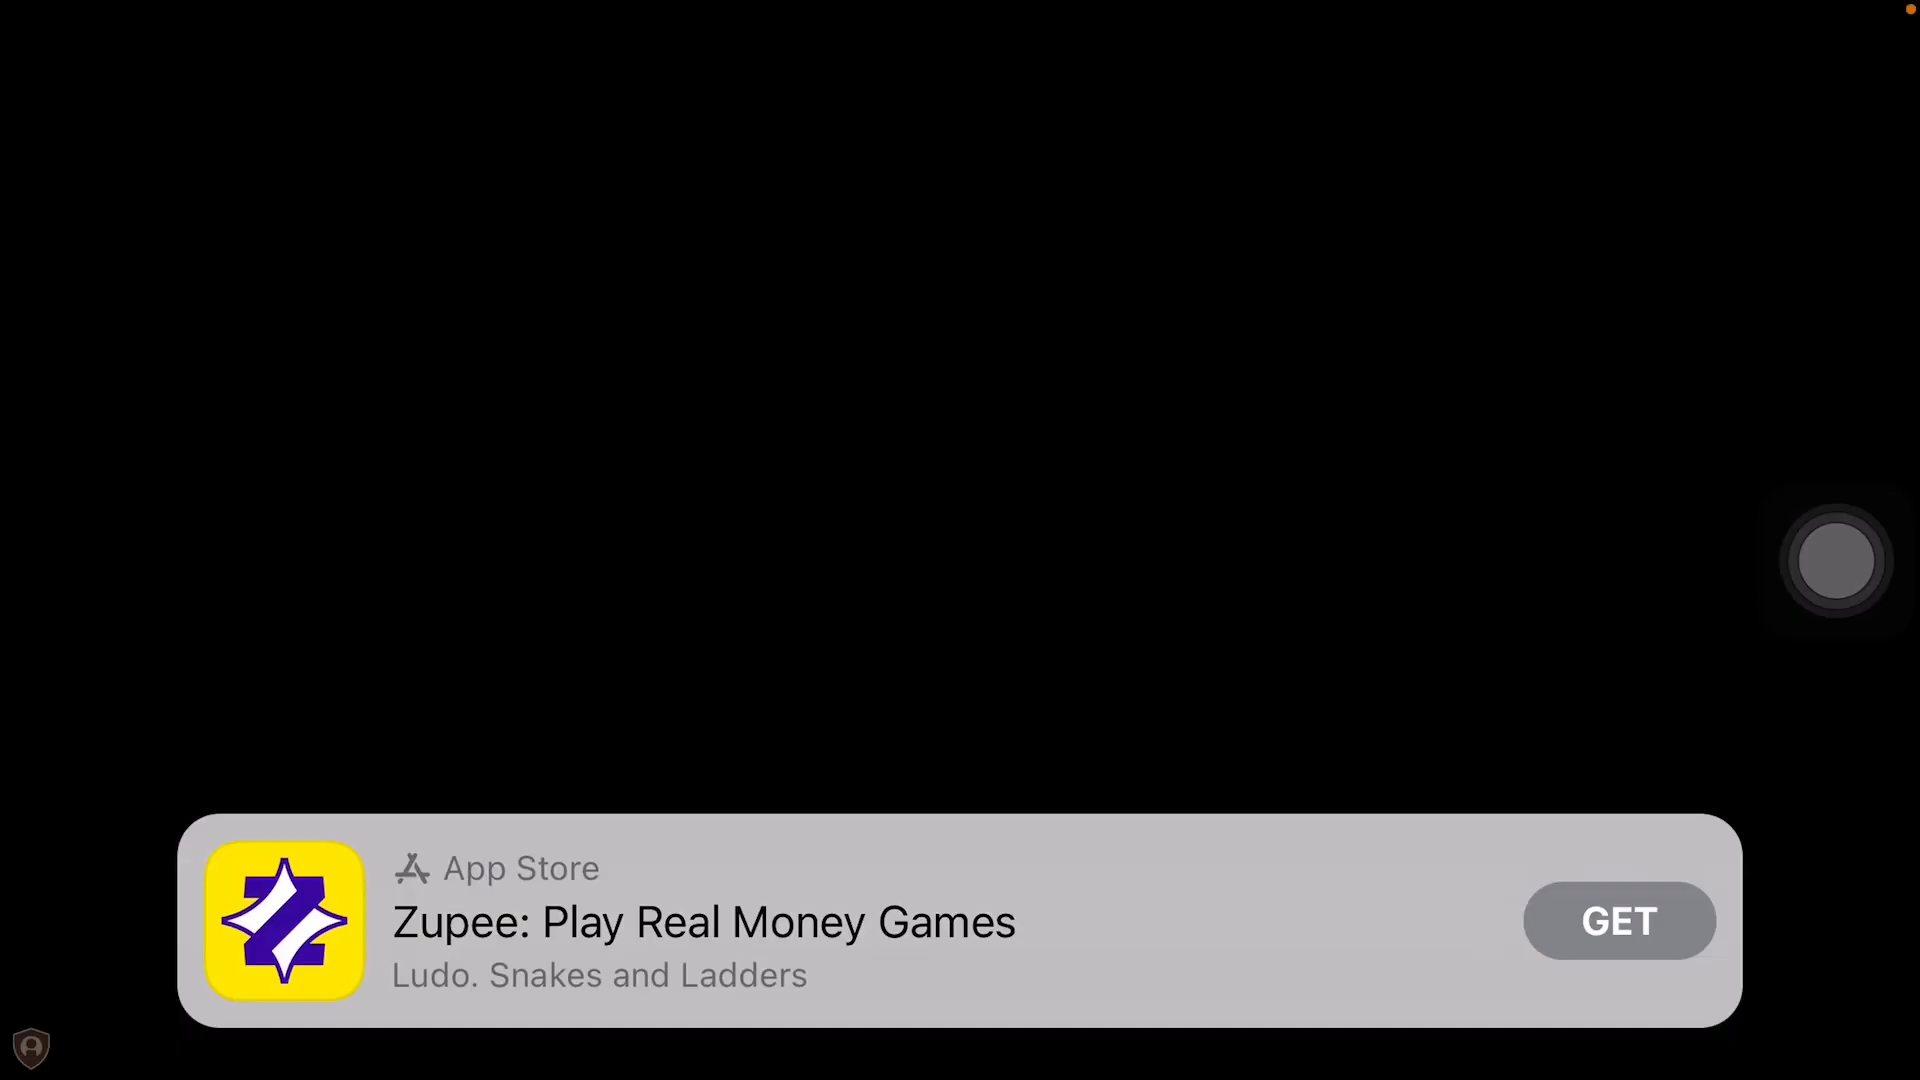 App Store
Zupee: Play Real Money Games
Ludo. Snakes and Ladders
GET